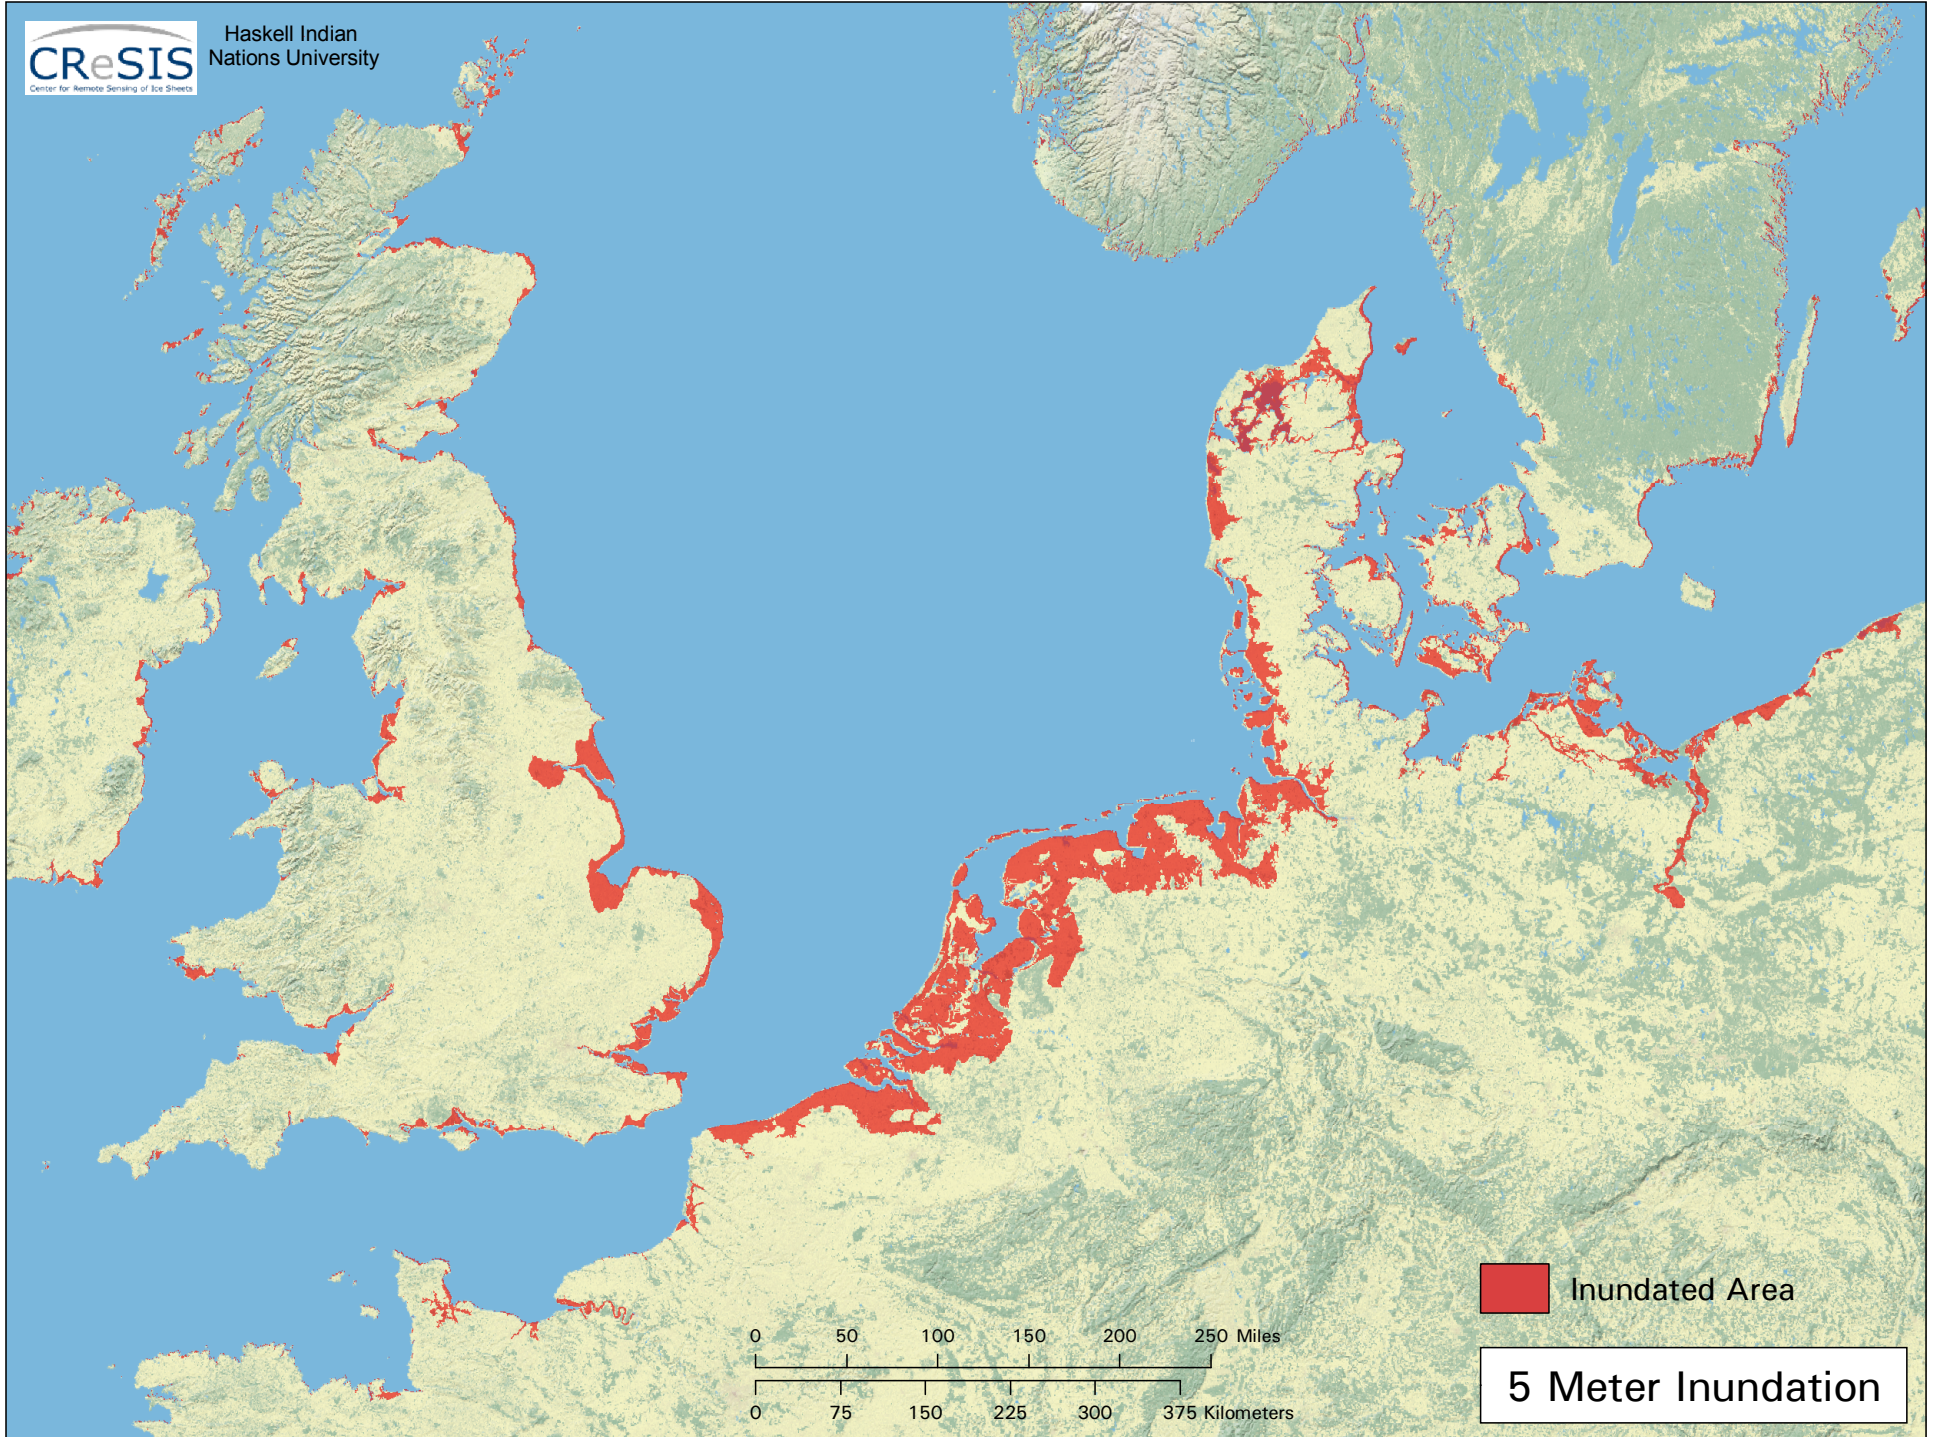 CReSIS
Center for Remote Sensing of Ice Sheets
Haskell Indian
Nations University
Inundated Area
0 50 100 150 200 250 Miles
0 75 150 225 300 375 Kilometers
5 Meter Inundation